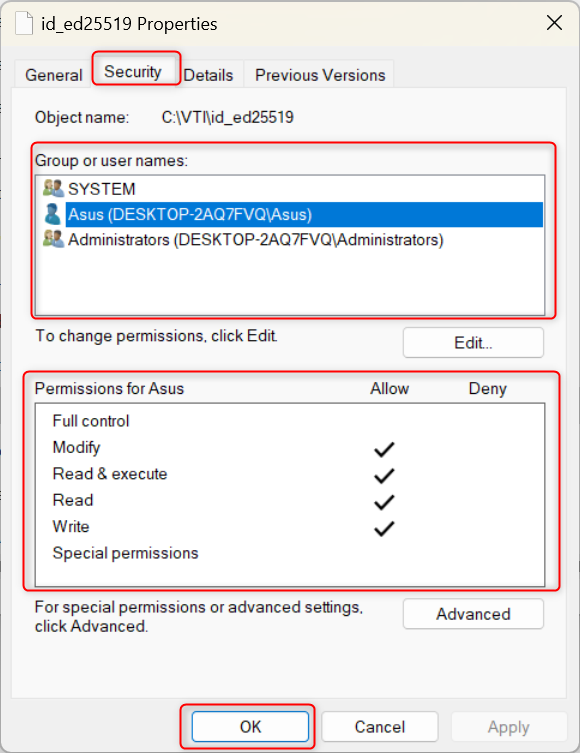 id_ed25519 Properties
General Security Details Previous Versions
Object name: C:\VTI\id_ed25519
Group or user names:
SYSTEM
Asus (DESKTOP-2AQ7FVQ\Asus)
Administrators (DESKTOP-2AQ7FVQ\Administrators)
To change permissions, click Edit.
Edit...
Permissions for Asus Allow Deny
Full control
Modify
Read & execute
Read
Write
Special permissions
For special permissions or advanced settings,
click Advanced.
Advanced
OK Cancel Apply